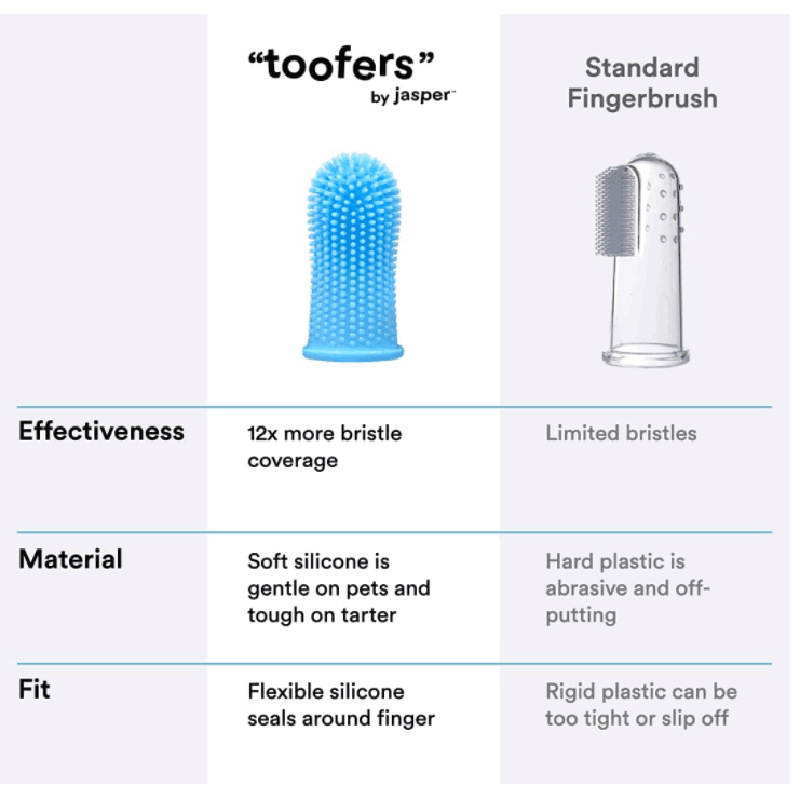 “toofers”
by jasper™
Standard
Fingerbrush
Effectiveness
12x more bristle
coverage
Limited bristles
Material
Soft silicone is
gentle on pets and
tough on tarter
Hard plastic is
abrasive and off-
putting
Fit
Flexible silicone
seals around finger
Rigid plastic can be
too tight or slip off